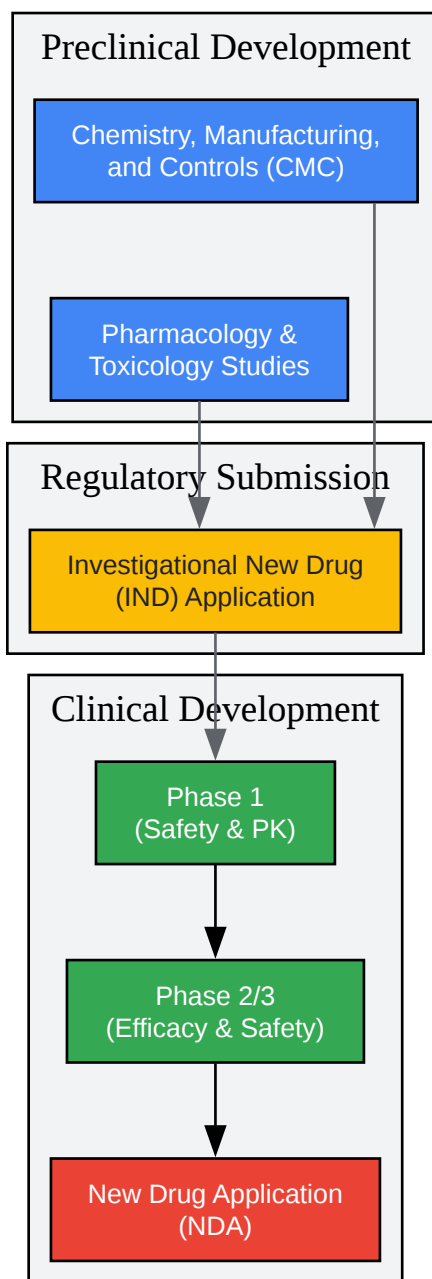 Preclinical Development
Chemistry, Manufacturing,
and Controls (CMC)
Pharmacology &
Toxicology Studies
Regulatory Submission
Investigational New Drug
(IND) Application
Clinical Development
Phase 1
(Safety & PK)
Phase 2/3
(Efficacy & Safety)
New Drug Application
(NDA)